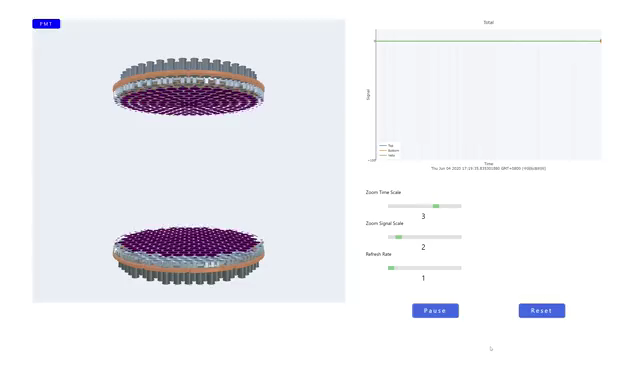 PMT
Total
Signal
Top
Bottom
Time
Zoom Time Scale
3
Zoom Signal Scale
2
Refresh Rate
1
Pause
Reset